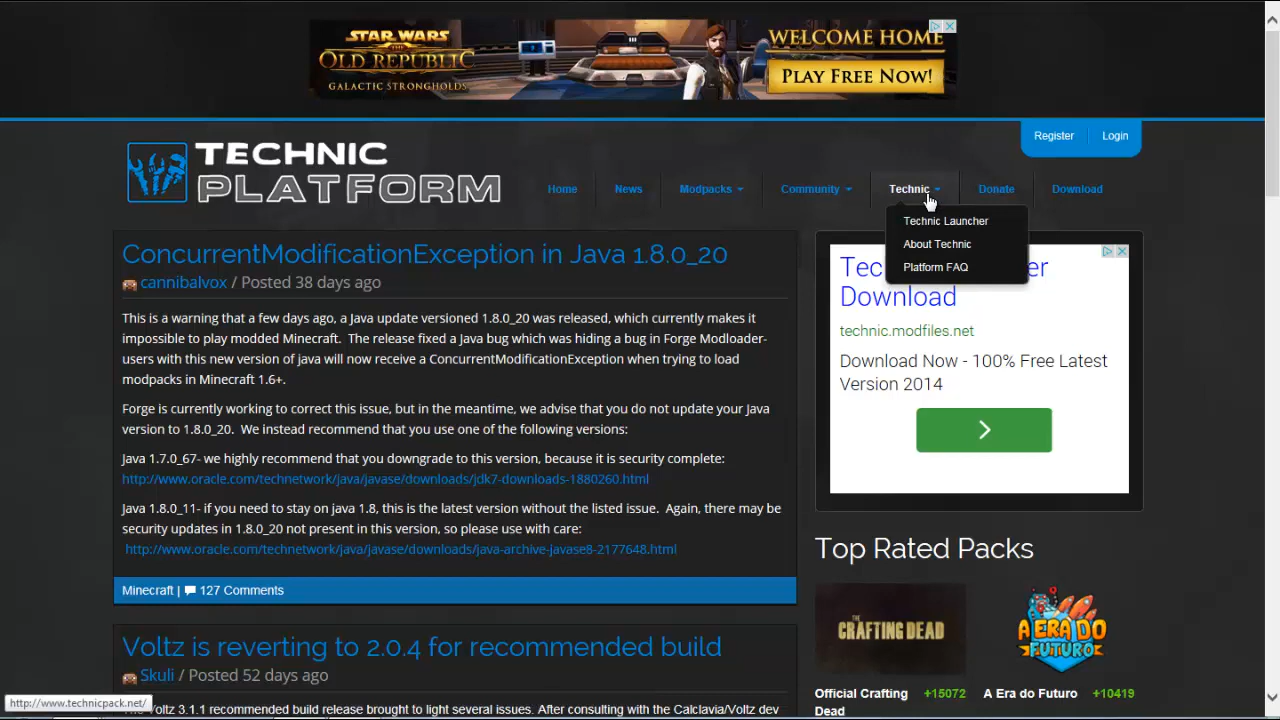 STAR WARS
THE
OLD REPUBLIC
GALACTIC STRONGHOLDS
WELCOME HOME
PLAY FREE NOW!
Register
Login
TECHNIC
PLATFORM
Home
News
Modpacks
Community
Technic
Donate
Download
Technic Launcher
About Technic
Platform FAQ
ConcurrentModificationException in Java 1.8.0_20
cannibalvox / Posted 38 days ago
This is a warning that a few days ago, a Java update versioned 1.8.0_20 was released, which currently makes it
impossible to play modded Minecraft.  The release fixed a Java bug which was hiding a bug in Forge Modloader-
users with this new version of java will now receive a ConcurrentModificationException when trying to load
modpacks in Minecraft 1.6+.
Forge is currently working to correct this issue, but in the meantime, we advise that you do not update your Java
version to 1.8.0_20.  We instead recommend that you use one of the following versions:
Java 1.7.0_67- we highly recommend that you downgrade to this version, because it is security complete:
http://www.oracle.com/technetwork/java/javase/downloads/jdk7-downloads-1880260.html
Java 1.8.0_11- if you need to stay on java 1.8, this is the latest version without the listed issue.  Again, there may be
security updates in 1.8.0_20 not present in this version, so please use with care:
http://www.oracle.com/technetwork/java/javase/downloads/java-archive-javase8-2177648.html
Minecraft | 127 Comments
Voltz is reverting to 2.0.4 for recommended build
Skuli / Posted 52 days ago
The Voltz 3.1.1 recommended build release brought to light several issues. After consulting with the Calclavia/Voltz dev
http://www.technicpack.net/
Download
technic.modfiles.net
Download Now - 100% Free Latest
Version 2014
Top Rated Packs
THE
CRAFTING DEAD
A ERA DO
FUTURO
Official Crafting
Dead
+15072
A Era do Futuro
+10419